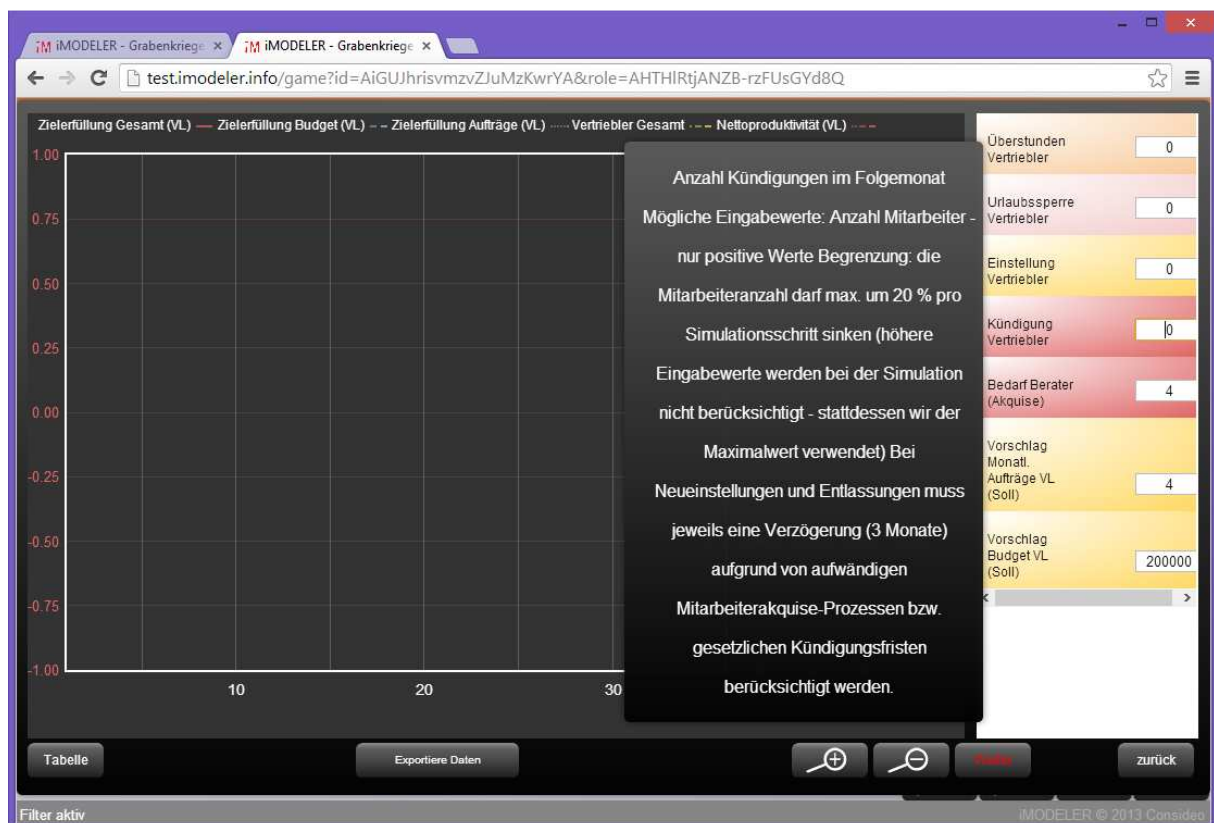 iM iMODELER - Grabenkriege ×
iM iMODELER - Grabenkriege ×
test.imodeler.info/game?id=AiGUJhrisvmzvZJuMzKwrYA&role=AHTHlRtjANZB-rzFUsGYd8Q
Zielerfüllung Gesamt (VL) Zielerfüllung Budget (VL) Zielerfüllung Aufträge (VL) Vertriebler Gesamt Nettoproduktivität (VL)
1.00
0.75
0.50
0.25
0.00
-0.25
-0.50
-0.75
-1.00
10 20 30
Anzahl Kündigungen im Folgemonat
Mögliche Eingabewerte: Anzahl Mitarbeiter -
nur positive Werte Begrenzung: die
Mitarbeiteranzahl darf max. um 20 % pro
Simulationsschritt sinken (höhere
Eingabewerte werden bei der Simulation
nicht berücksichtigt - stattdessen wir der
Maximalwert verwendet) Bei
Neueinstellungen und Entlassungen muss
jeweils eine Verzögerung (3 Monate)
aufgrund von aufwändigen
Mitarbeiterakquise-Prozessen bzw.
gesetzlichen Kündigungsfristen
berücksichtigt werden.
Überstunden
Vertriebler 0
Urlaubssperre
Vertriebler 0
Einstellung
Vertriebler 0
Kündigung
Vertriebler 0
Bedarf Berater
(Akquise) 4
Vorschlag
Monatl.
Aufträge VL
(Soll) 4
Vorschlag
Budget VL
(Soll) 200000
Tabelle
Exportiere Daten
zurück
Filter aktiv
iMODELER © 2013 Consideo